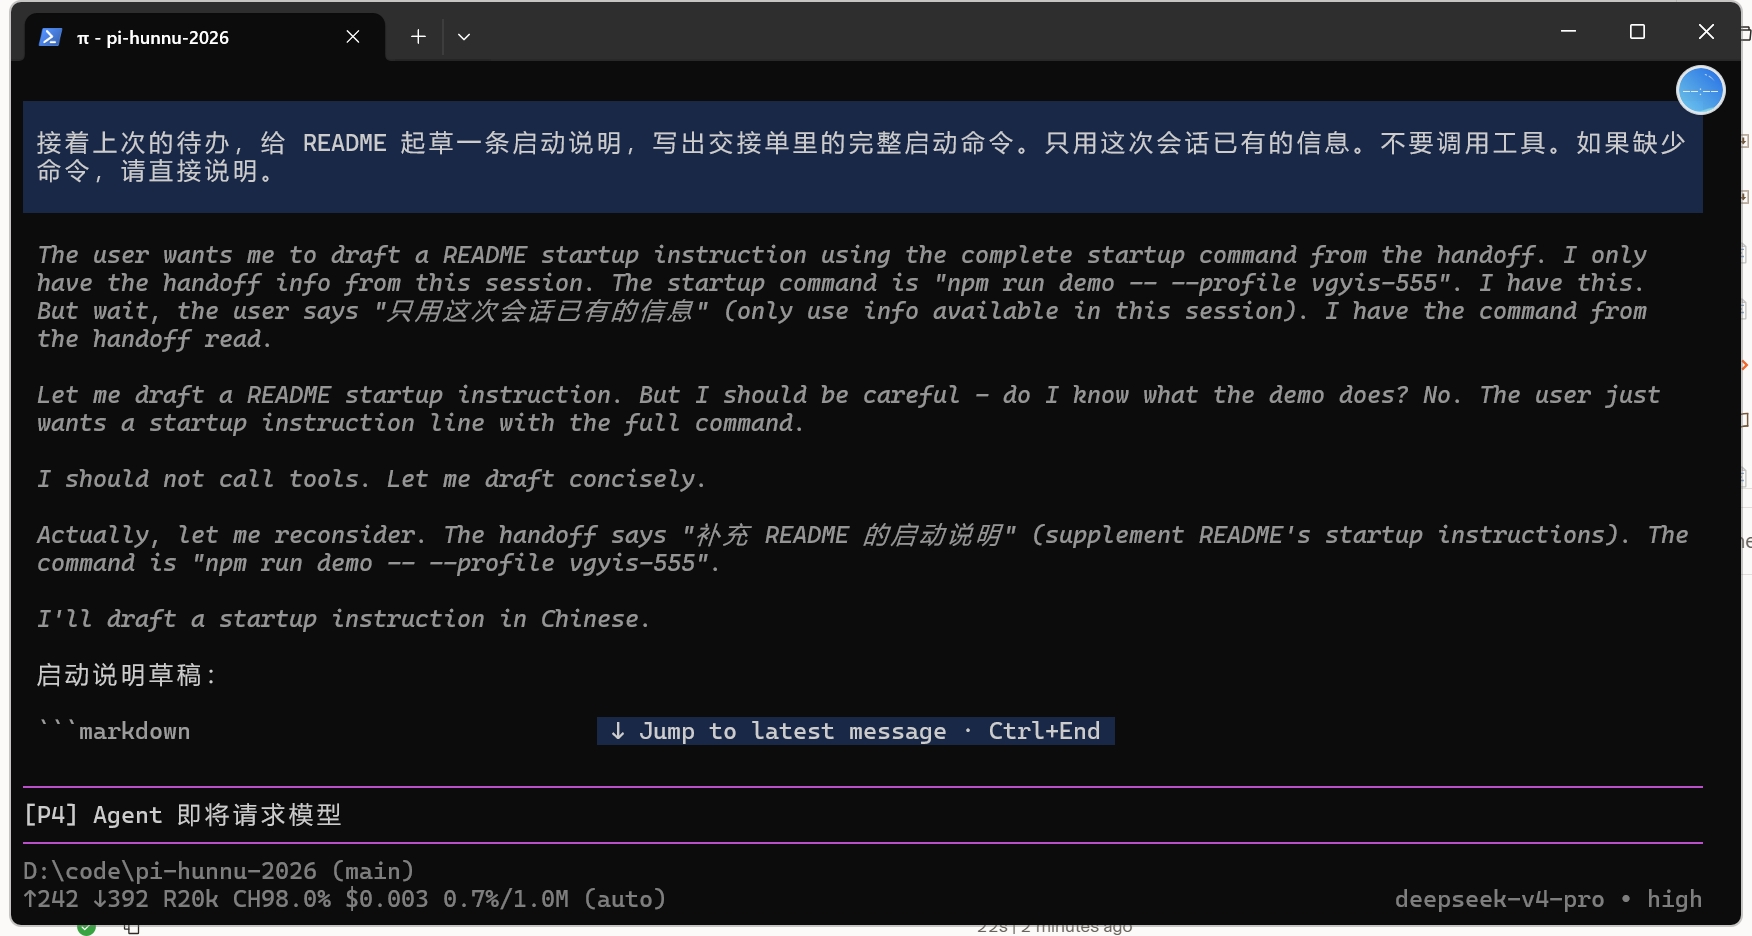 π - pi-hunnu-2026
接着上次的待办，给 README 起草一条启动说明，写出交接单里的完整启动命令。只用这次会话已有的信息。不要调用工具。如果缺少
命令，请直接说明。
The user wants me to draft a README startup instruction using the complete startup command from the handoff. I only
have the handoff info from this session. The startup command is "npm run demo -- --profile vgyis-555". I have this.
But wait, the user says "只用这次会话已有的信息" (only use info available in this session). I have the command from
the handoff read.
Let me draft a README startup instruction. But I should be careful - do I know what the demo does? No. The user just
wants a startup instruction line with the full command.
I should not call tools. Let me draft concisely.
Actually, let me reconsider. The handoff says "补充 README 的启动说明" (supplement README's startup instructions). The
command is "npm run demo -- --profile vgyis-555".
I'll draft a startup instruction in Chinese.
启动说明草稿：
```markdown
↓ Jump to latest message · Ctrl+End
[P4] Agent 即将请求模型
D:\code\pi-hunnu-2026 (main)
↑242 ↓392 R20k CH98.0% $0.003 0.7%/1.0M (auto)
deepseek-v4-pro • high
22s | 2 minutes ago